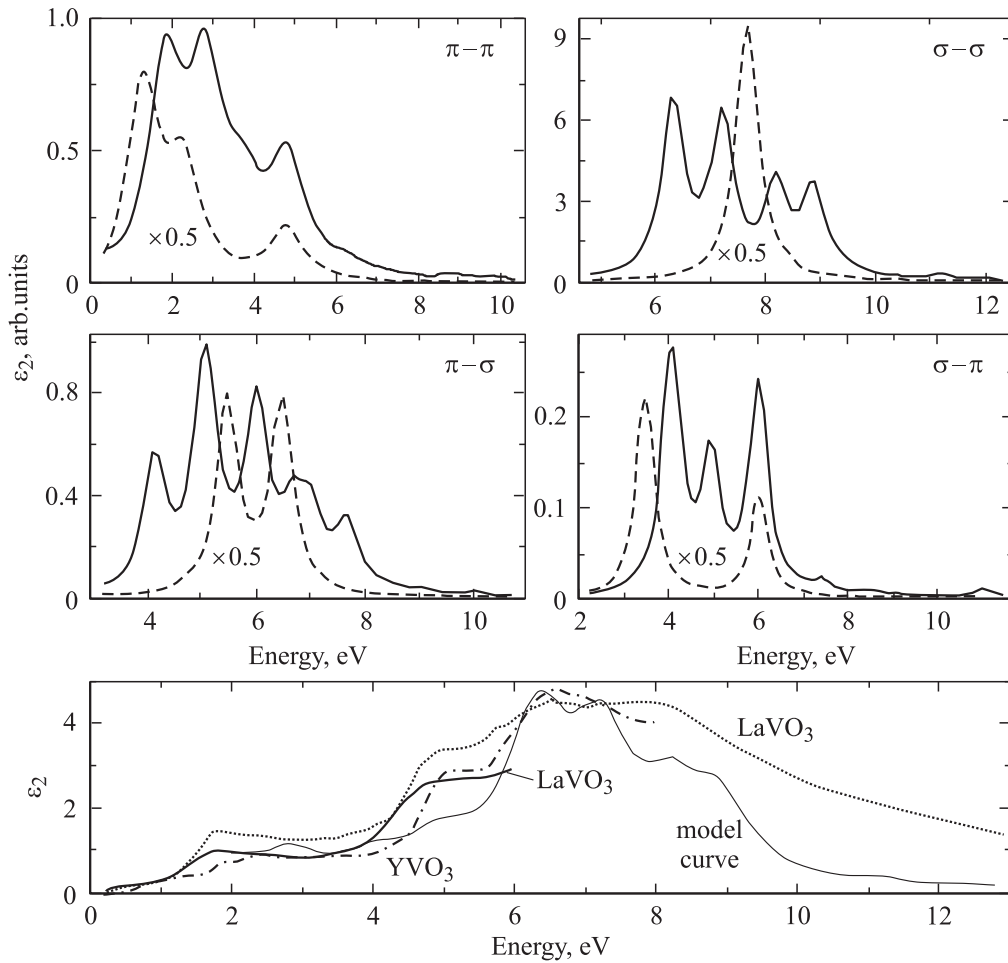 1.0
0.5
0
π–π
×0.5
0 2 4 6 8 10
9
6
3
0
σ–σ
×0.5
6 8 10 12
ε2, arb.units
0.8
0.4
0
π–σ
×0.5
4 6 8 10
Energy, eV
0.2
0.1
0
σ–π
×0.5
2 4 6 8 10
Energy, eV
ε2
4
2
0
LaVO3
LaVO3
YVO3
model
curve
0 2 4 6 8 10 12
Energy, eV